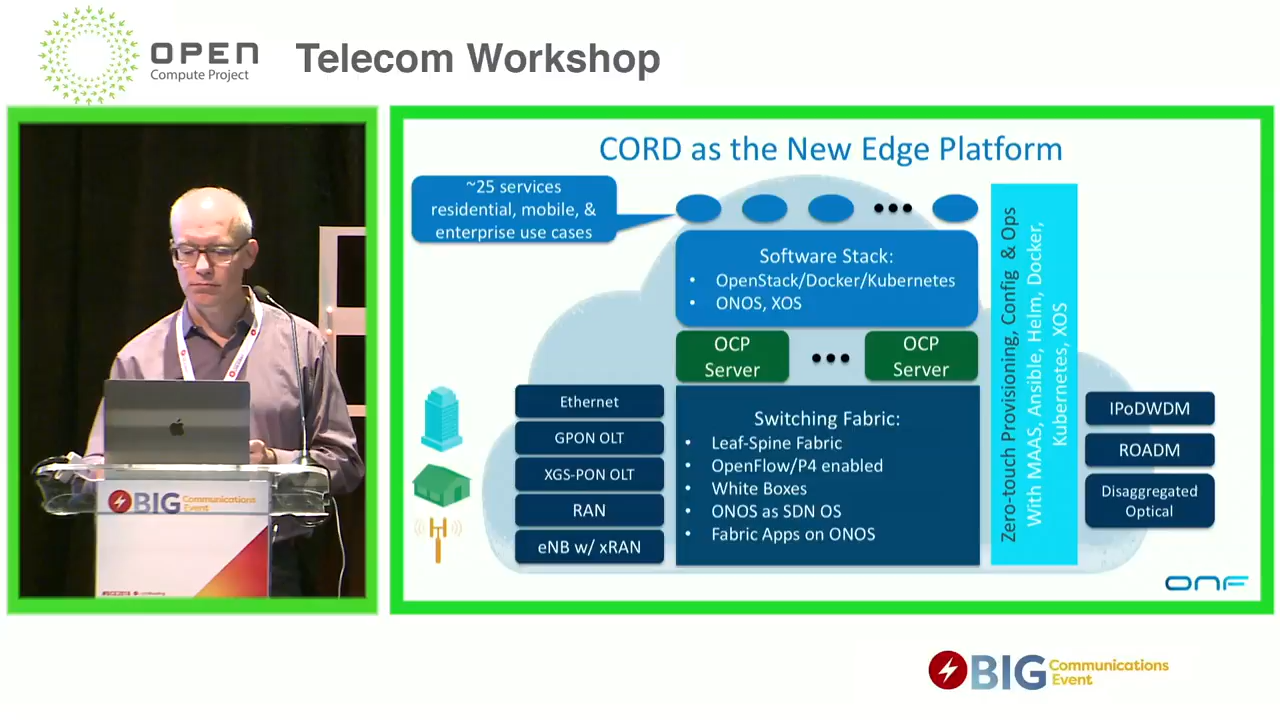 OPEN
Compute Project
Telecom Workshop
CORD as the New Edge Platform
~25 services
residential, mobile, &
enterprise use cases
Software Stack:
• OpenStack/Docker/Kubernetes
• ONOS, XOS
OCP
Server
•••
OCP
Server
Ethernet
GPON OLT
XGS-PON OLT
RAN
eNB w/ xRAN
Switching Fabric:
• Leaf-Spine Fabric
• OpenFlow/P4 enabled
• White Boxes
• ONOS as SDN OS
• Fabric Apps on ONOS
Zero-touch Provisioning, Config & Ops
With MAAS, Ansible, Helm, Docker,
Kubernetes, XOS
IPoDWDM
ROADM
Disaggregated
Optical
ONF
BIG Communications
Event
BIG Communications
Event